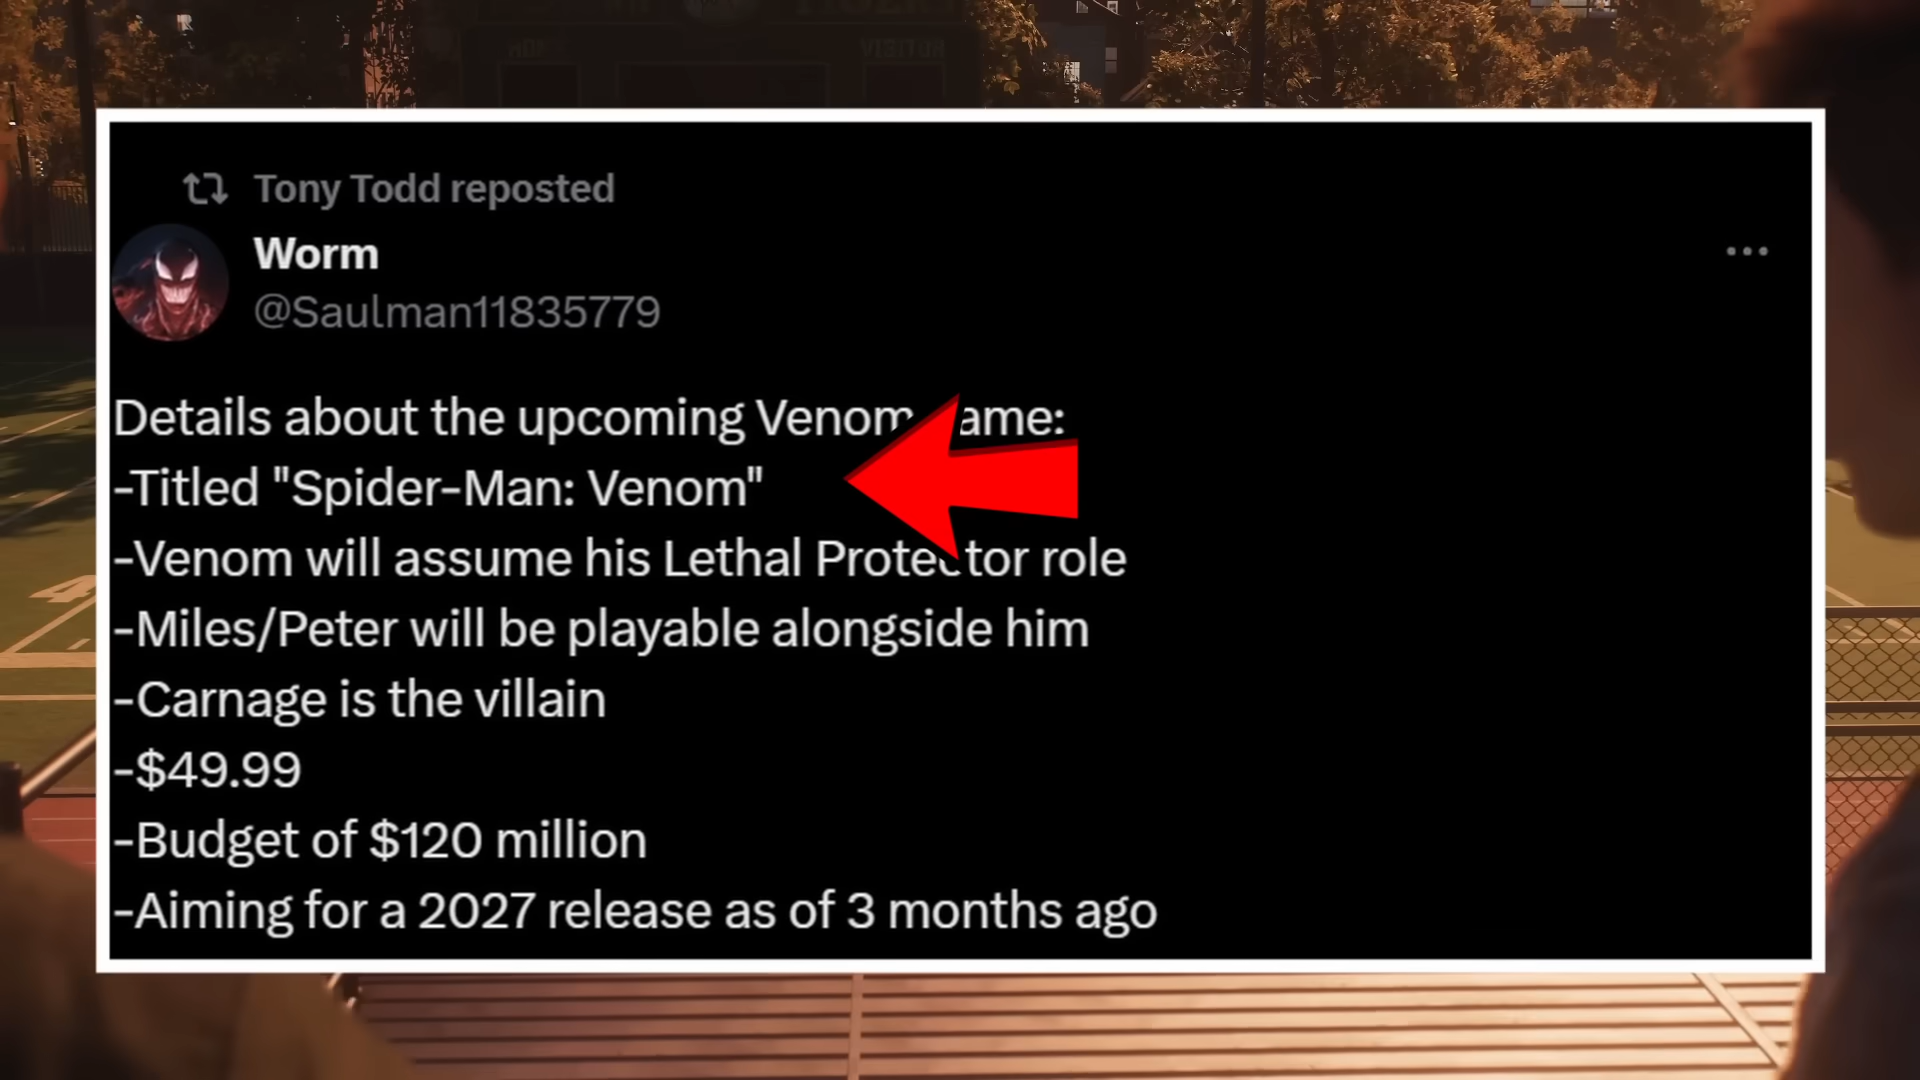 Tony Todd reposted
Worm
@Saulman11835779
Details about the upcoming Venom ame:
-Titled "Spider-Man: Venom"
-Venom will assume his Lethal Protector role
-Miles/Peter will be playable alongside him
-Carnage is the villain
-$49.99
-Budget of $120 million
-Aiming for a 2027 release as of 3 months ago